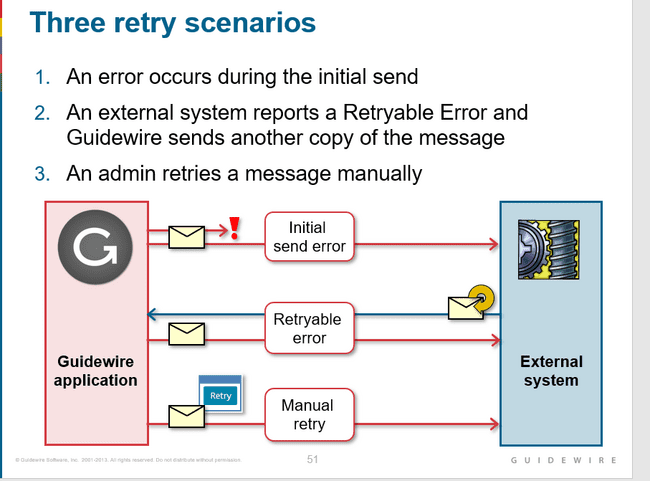 Three retry scenarios
1. An error occurs during the initial send
2. An external system reports a Retryable Error and
Guidewire sends another copy of the message
3. An admin retries a message manually
G
!
Initial
send error
Retryable
error
Guidewire
application
External
system
Retry
Manual
retry
© Guidewire Software, Inc. 2001-2013. All rights reserved. Do not distribute without permission.
51
GUIDEWIRE